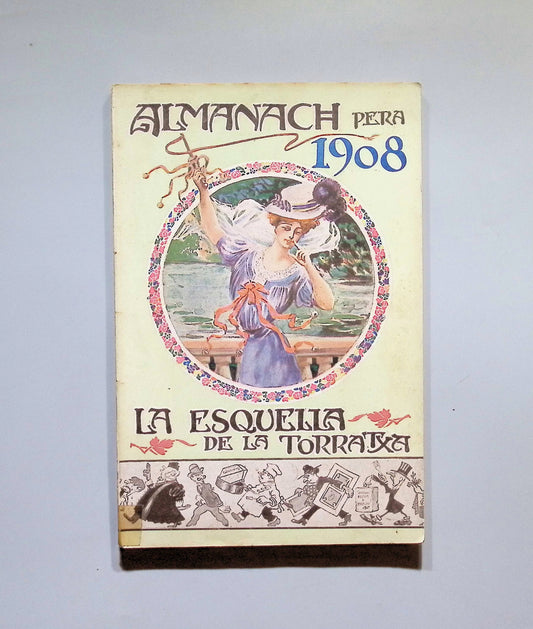 ALMANACH PERA
1908
LA ESQUELLA
DE LA TORRATXA